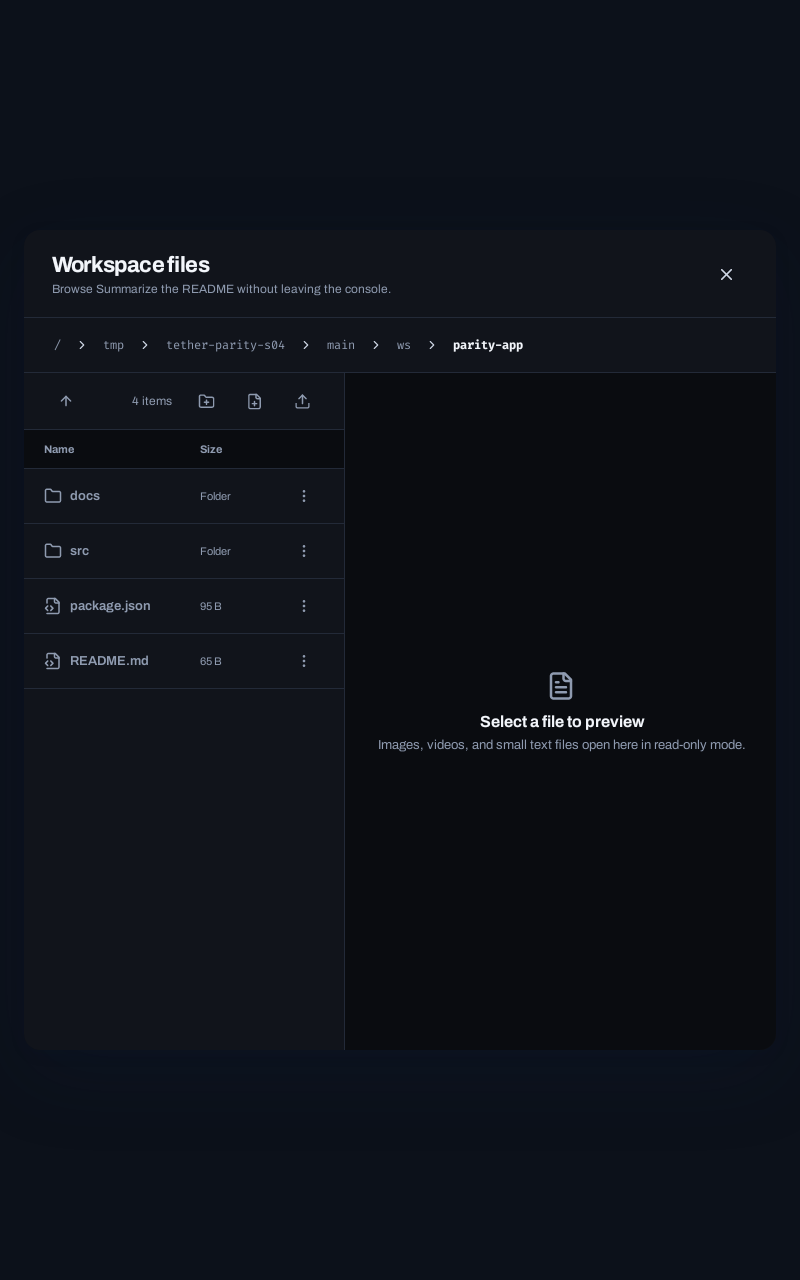 Workspace files
Browse Summarize the README without leaving the console.
/ tmp tether-parity-s04 main ws parity-app
4 items
Name Size
docs Folder
src Folder
package.json 95 B
README.md 65 B
Select a file to preview
Images, videos, and small text files open here in read-only mode.